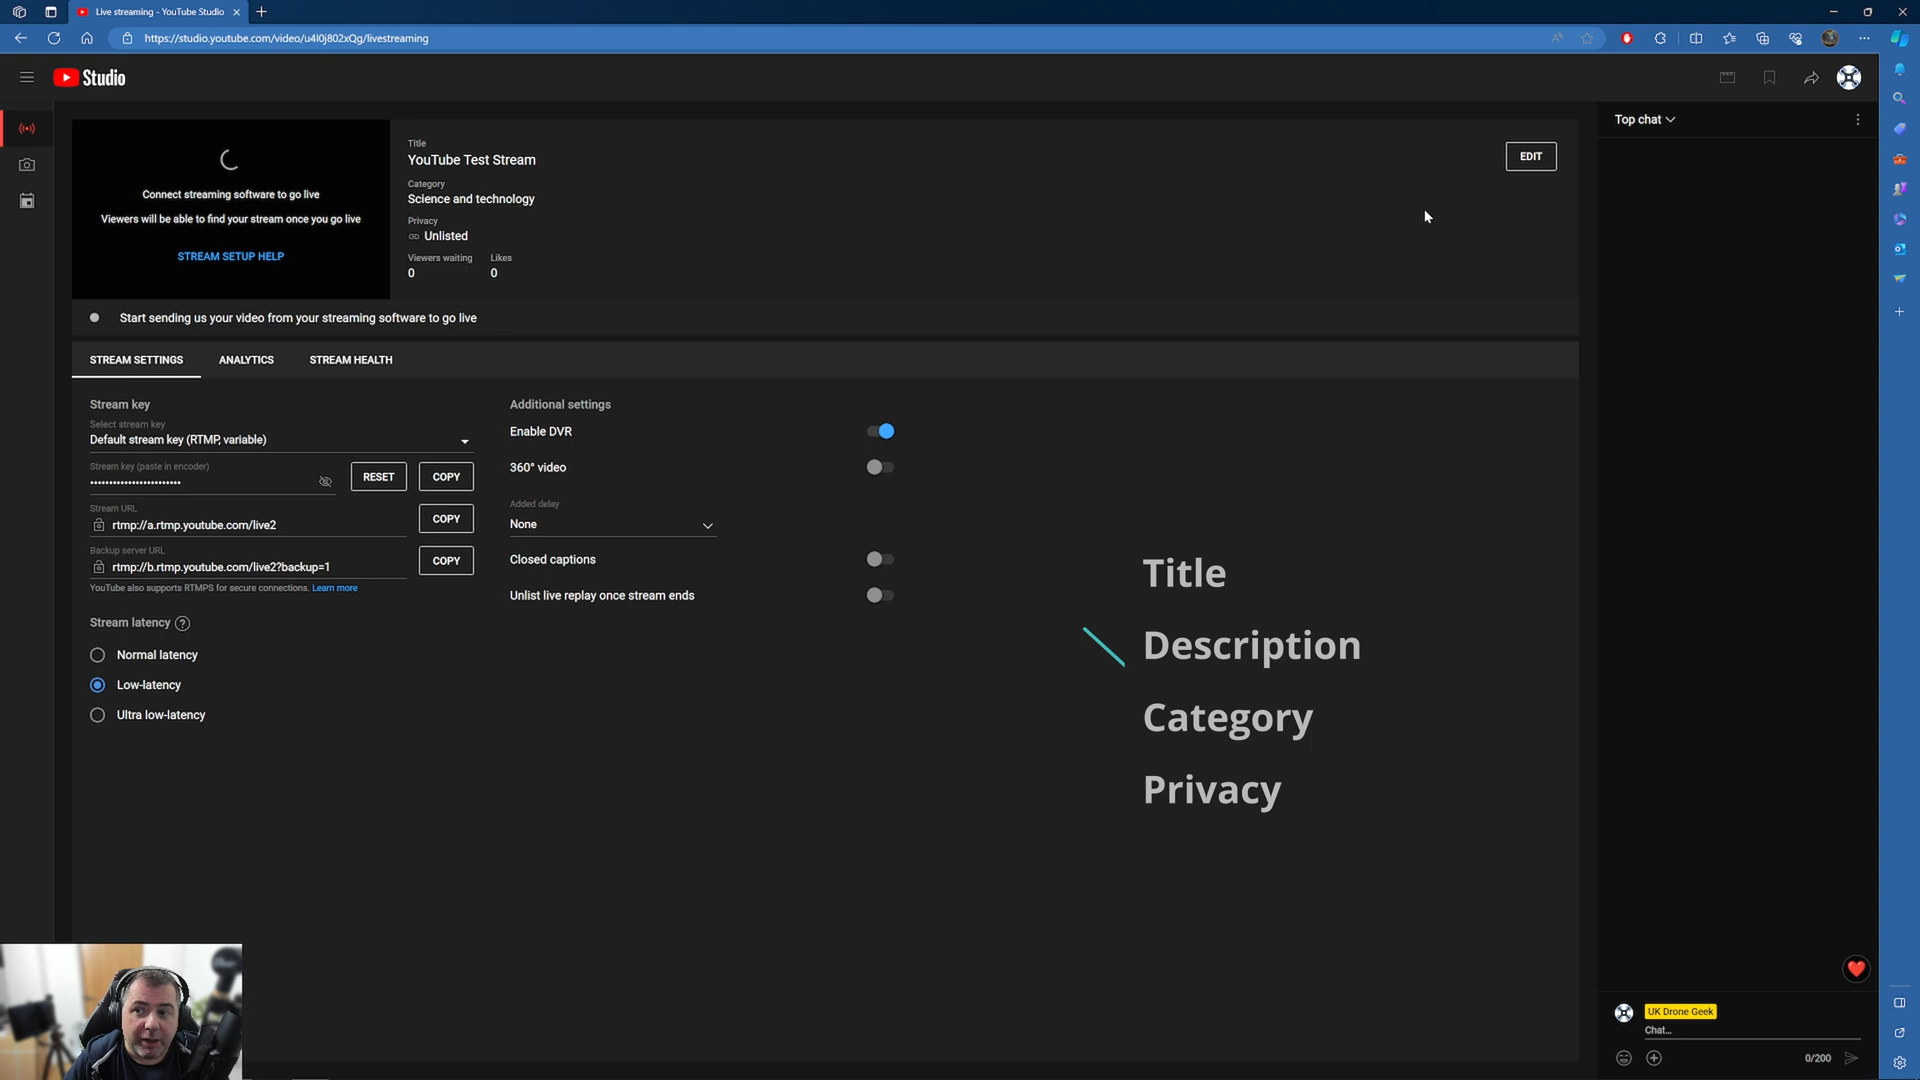 Live streaming - YouTube Studio
https://studio.youtube.com/video/u4I0j802xQg/livestreaming
Studio
Connect streaming software to go live
Viewers will be able to find your stream once you go live
STREAM SETUP HELP
Title
YouTube Test Stream
Category
Science and technology
Privacy
Unlisted
Viewers waiting
0
Likes
0
EDIT
Top chat
Start sending us your video from your streaming software to go live
STREAM SETTINGS
ANALYTICS
STREAM HEALTH
Stream key
Select stream key
Default stream key (RTMP, variable)
Stream key (paste in encoder)
••••••••••••••••••••••••
RESET
COPY
Stream URL
rtmp://a.rtmp.youtube.com/live2
COPY
Backup server URL
rtmp://b.rtmp.youtube.com/live2?backup=1
COPY
YouTube also supports RTMPS for secure connections. Learn more
Stream latency
Normal latency
Low-latency
Ultra low-latency
Additional settings
Enable DVR
360° video
Added delay
None
Closed captions
Unlist live replay once stream ends
Title
Description
Category
Privacy
UK Drone Geek
Chat...
0/200